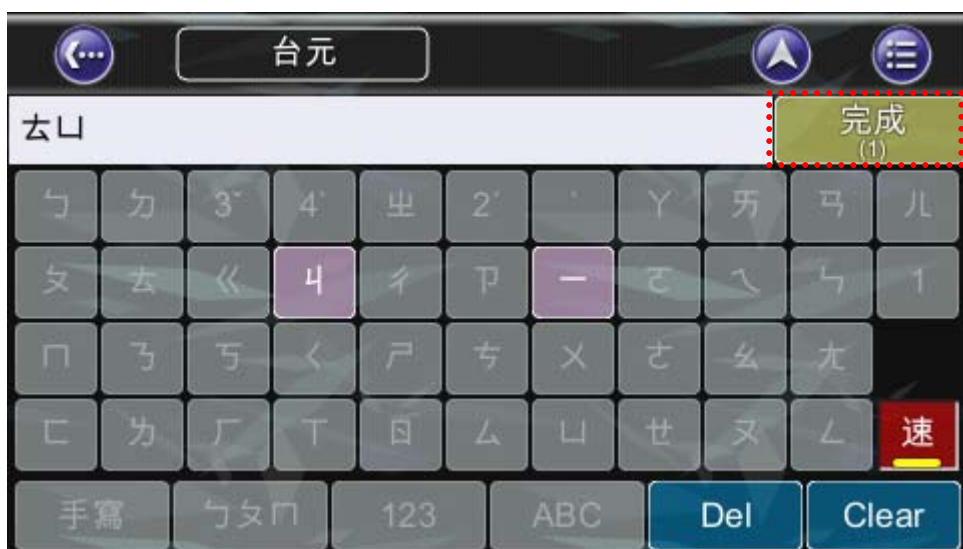 台元
ㄊㄩ 完成
(1)
ㄅ ㄉ 3ˇ 4ˋ ㄓ 2ˊ ˙ ㄚ ㄞ ㄢ ㄦ
ㄆ ㄊ ㄍ ㄐ ㄔ ㄗ ㄧ ㄛ ㄟ ㄣ 1
ㄇ ㄋ ㄎ ㄑ ㄕ ㄘ ㄨ ㄜ ㄠ ㄤ
ㄈ ㄌ ㄏ ㄒ ㄖ ㄙ ㄩ ㄝ ㄡ ㄥ 速
手寫 ㄅㄆㄇ 123 ABC Del Clear